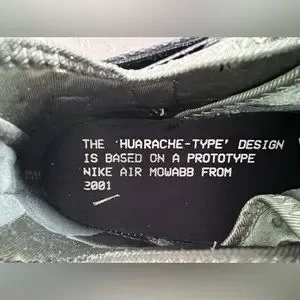 THE 'HUARACHE-TYPE' DESIGN
IS BASED ON A PROTOTYPE
NIKE AIR MOWABB FROM
2001